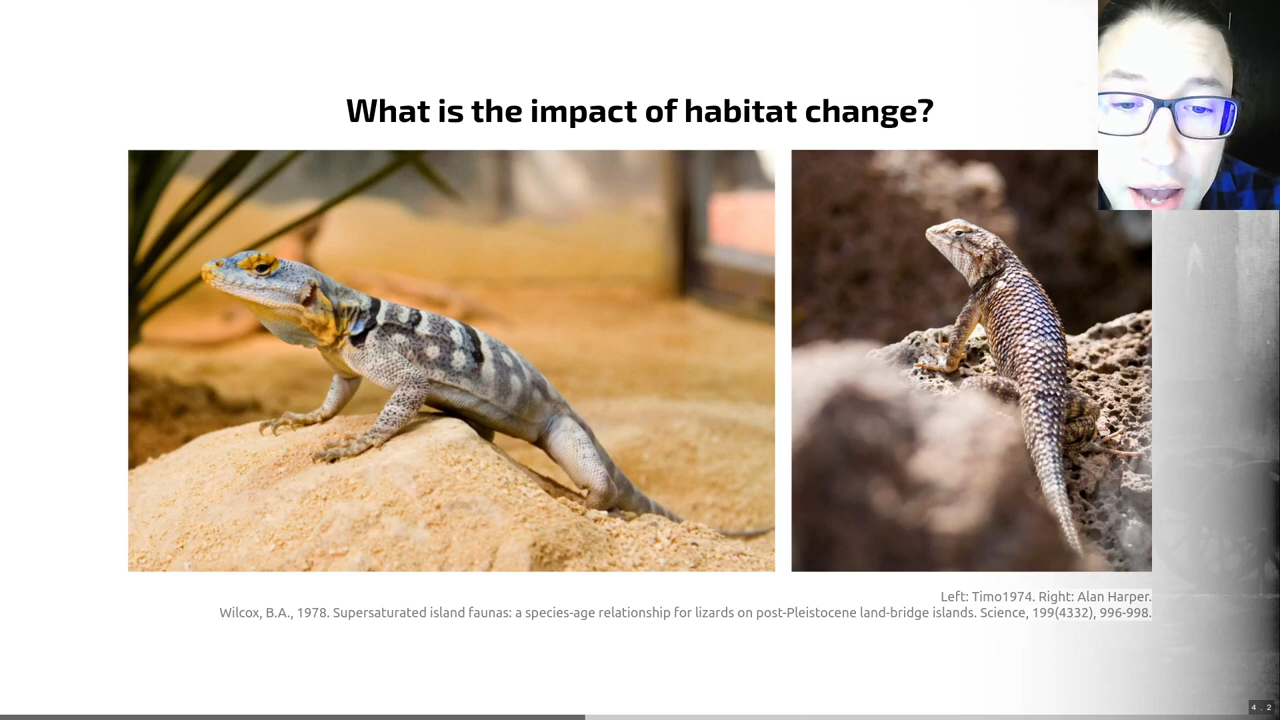 What is the impact of habitat change?
Left: Timo1974. Right: Alan Harper.
Wilcox, B.A., 1978. Supersaturated island faunas: a species-age relationship for lizards on post-Pleistocene land-bridge islands. Science, 199(4332), 996-998.
4 . 2